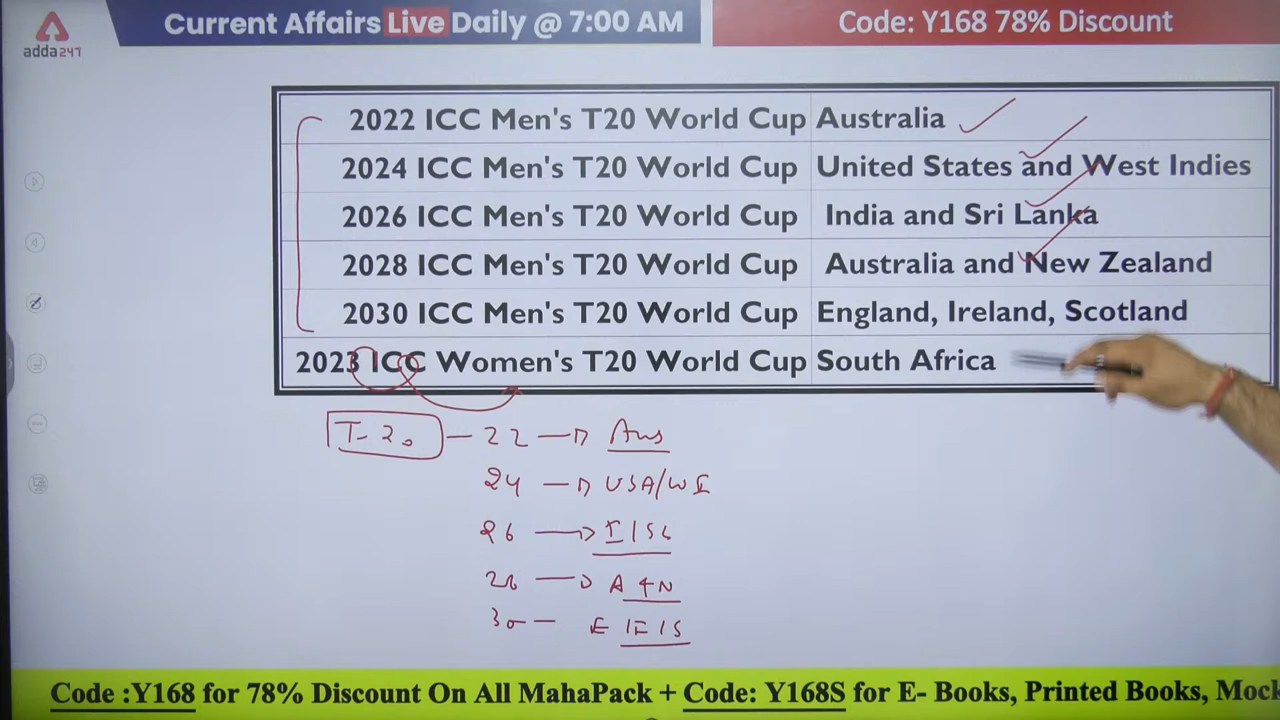 Current Affairs Live Daily @ 7:00 AM
Code: Y168 78% Discount
adda247
2022 ICC Men's T20 World Cup Australia
2024 ICC Men's T20 World Cup United States and West Indies
2026 ICC Men's T20 World Cup India and Sri Lanka
2028 ICC Men's T20 World Cup Australia and New Zealand
2030 ICC Men's T20 World Cup England, Ireland, Scotland
2023 ICC Women's T20 World Cup South Africa
T-20 - 22 → Aus
24 → USA/WI
26 → I/SL
28 → A + N
30 - E IE IS
Code :Y168 for 78% Discount On All MahaPack + Code: Y168S for E- Books, Printed Books, Mock